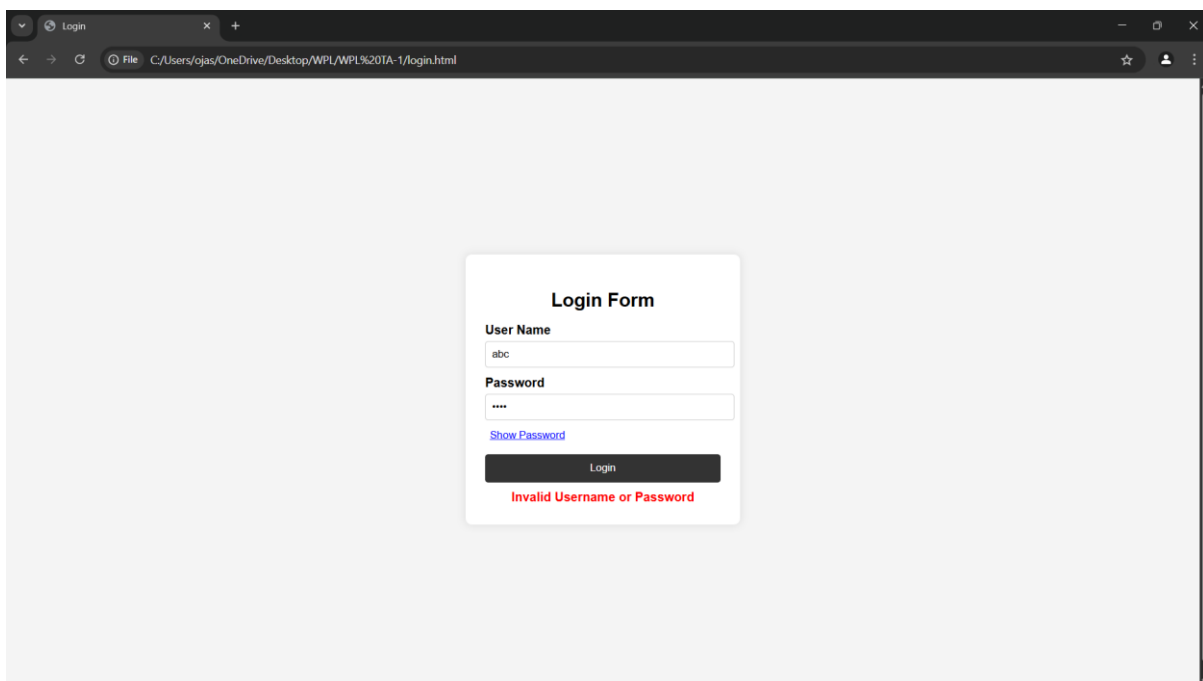 Login
File C:/Users/ojas/OneDrive/Desktop/WPL/WPL%20TA-1/login.html
Login Form
User Name
abc
Password
••••
Show Password
Login
Invalid Username or Password